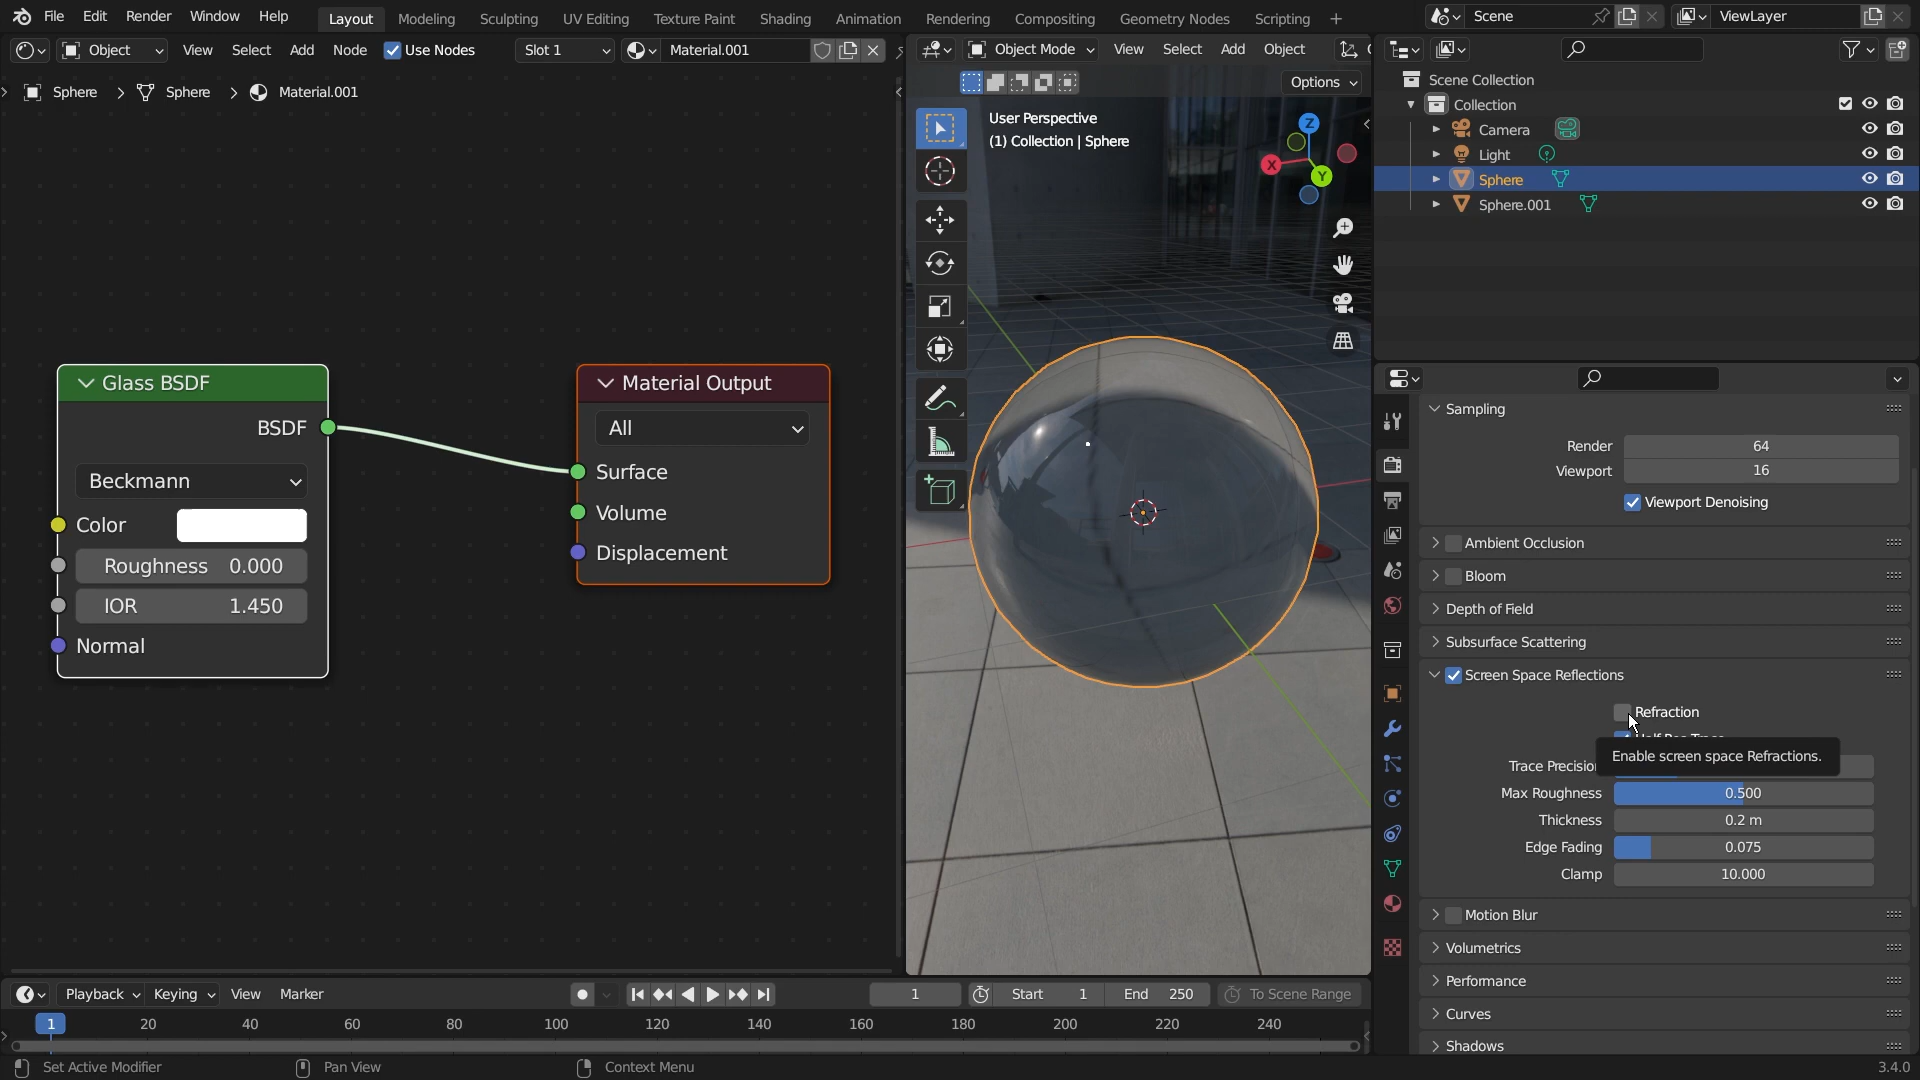 File Edit Render Window Help Layout Modeling Sculpting UV Editing Texture Paint Shading Animation Rendering Compositing Geometry Nodes Scripting + Scene ViewLayer
Object View Select Add Node Use Nodes Slot 1 Material.001
Sphere > Sphere > Material.001
Glass BSDF
BSDF
Beckmann
Color
Roughness 0.000
IOR 1.450
Normal
Material Output
All
Surface
Volume
Displacement
Object Mode View Select Add Object
Options
User Perspective
(1) Collection | Sphere
Z
X
Y
Scene Collection
Collection
Camera
Light
Sphere
Sphere.001
Sampling
Render 64
Viewport 16
Viewport Denoising
Ambient Occlusion
Bloom
Depth of Field
Subsurface Scattering
Screen Space Reflections
Refraction
Enable screen space Refractions.
Trace Precision
Max Roughness 0.500
Thickness 0.2 m
Edge Fading 0.075
Clamp 10.000
Motion Blur
Volumetrics
Performance
Curves
Shadows
Playback Keying View Marker 1 Start 1 End 250 To Scene Range
1 20 40 60 80 100 120 140 160 180 200 220 240
Set Active Modifier Pan View Context Menu 3.4.0